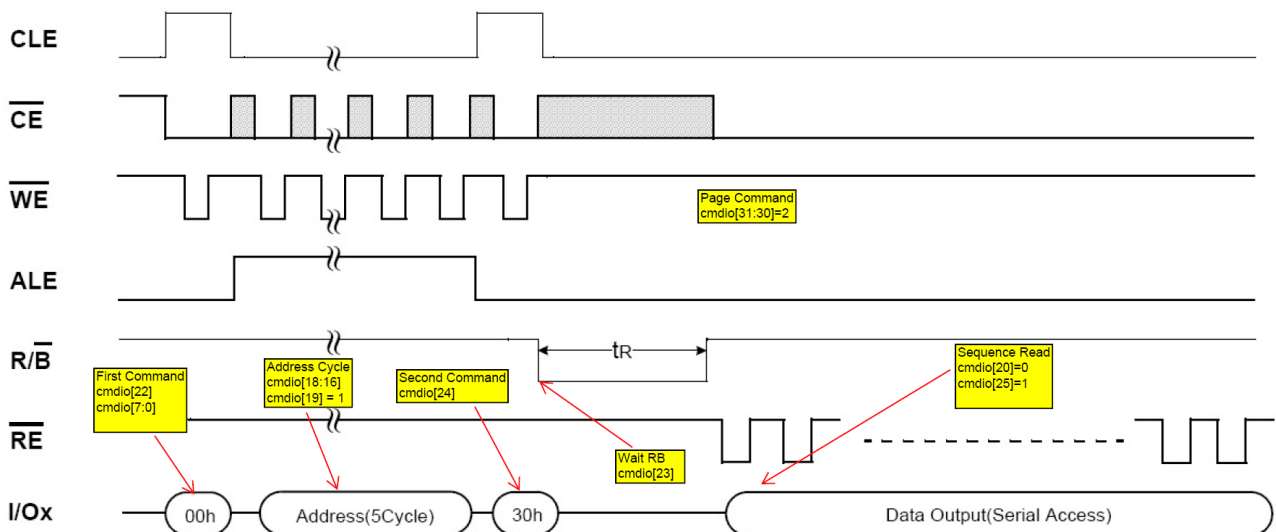 CLE
CE
WE
Page Command
cmdio[31:30]=2
ALE
R/B
tR
First Command
cmdio[22]
cmdio[7:0]
Address Cycle
cmdio[18:16]
cmdio[19] = 1
Second Command
cmdio[24]
Sequence Read
cmdio[20]=0
cmdio[25]=1
RE
Wait RB
cmdio[23]
I/Ox
00h
Address(5Cycle)
30h
Data Output(Serial Access)